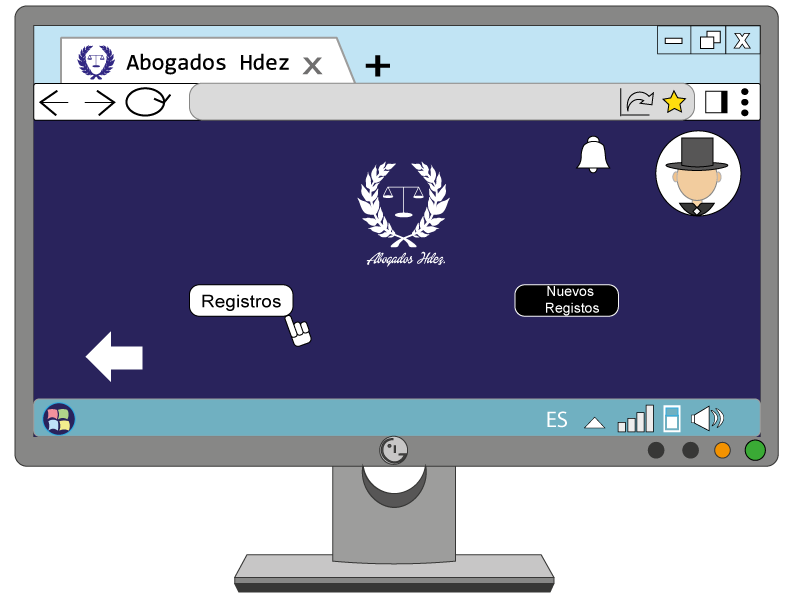 Abogados Hdez X
X
Abogados Hdez.
Registros
Nuevos
Registos
ES